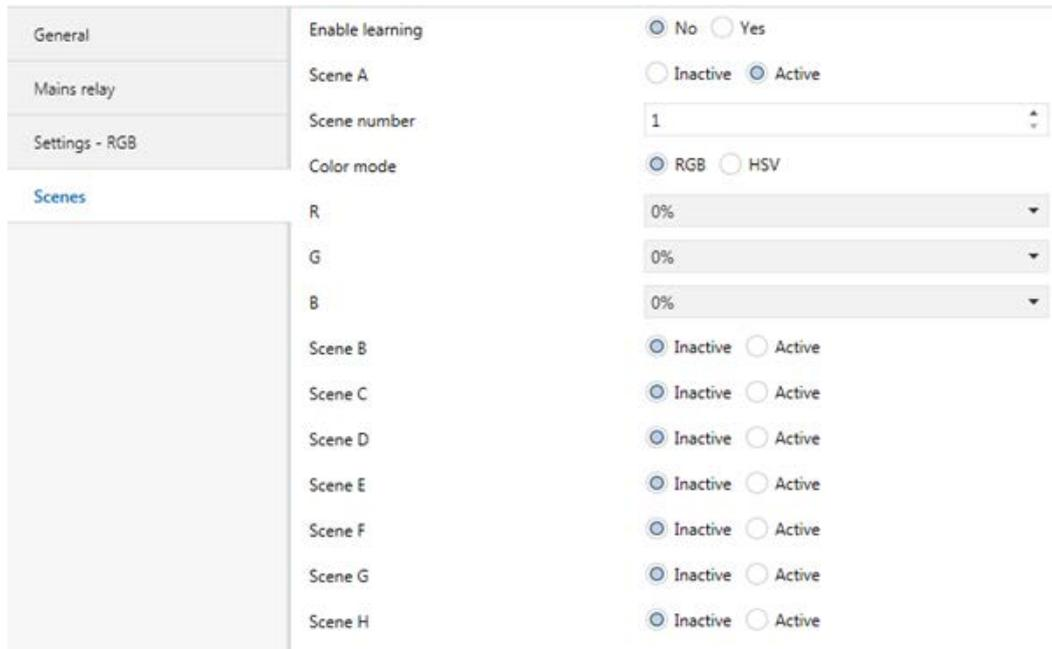 General
Mains relay
Settings - RGB
Scenes
Enable learning No Yes
Scene A Inactive Active
Scene number 1
Color mode RGB HSV
R 0%
G 0%
B 0%
Scene B Inactive Active
Scene C Inactive Active
Scene D Inactive Active
Scene E Inactive Active
Scene F Inactive Active
Scene G Inactive Active
Scene H Inactive Active